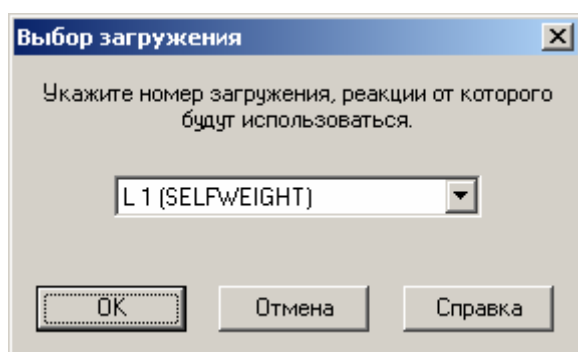 Выбор загружения
Укажите номер загружения, реакции от которого
будут использоваться.
L 1 (SELFWEIGHT)
OK Отмена Справка